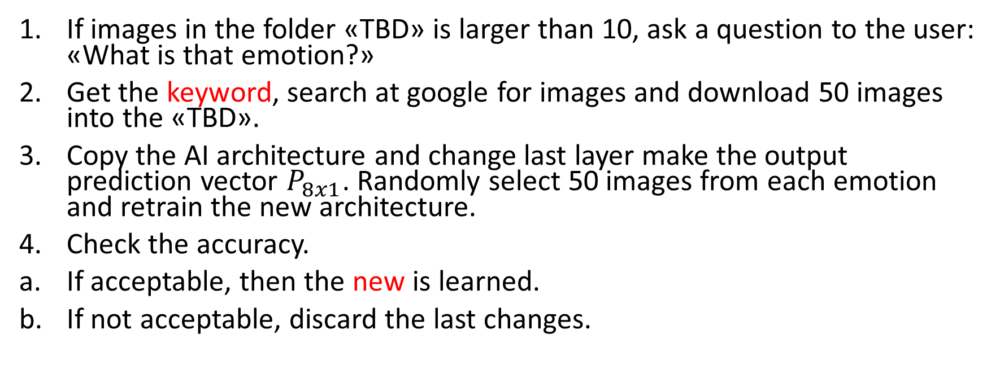 1. If images in the folder «TBD» is larger than 10, ask a question to the user:
«What is that emotion?»
2. Get the keyword, search at google for images and download 50 images
into the «TBD».
3. Copy the AI architecture and change last layer make the output
prediction vector P₈ₓ₁. Randomly select 50 images from each emotion
and retrain the new architecture.
4. Check the accuracy.
a. If acceptable, then the new is learned.
b. If not acceptable, discard the last changes.